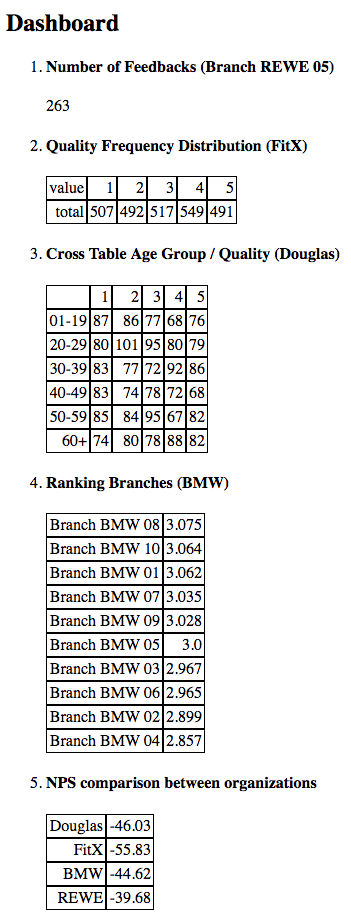 Dashboard
1. Number of Feedbacks (Branch REWE 05)
263
2. Quality Frequency Distribution (FitX)
value 1 2 3 4 5
total 507 492 517 549 491
3. Cross Table Age Group / Quality (Douglas)
1 2 3 4 5
01-19 87 86 77 68 76
20-29 80 101 95 80 79
30-39 83 77 72 92 86
40-49 83 74 78 72 68
50-59 85 84 95 67 82
60+ 74 80 78 88 82
4. Ranking Branches (BMW)
Branch BMW 08 3.075
Branch BMW 10 3.064
Branch BMW 01 3.062
Branch BMW 07 3.035
Branch BMW 09 3.028
Branch BMW 05 3.0
Branch BMW 03 2.967
Branch BMW 06 2.965
Branch BMW 02 2.899
Branch BMW 04 2.857
5. NPS comparison between organizations
Douglas -46.03
FitX -55.83
BMW -44.62
REWE -39.68